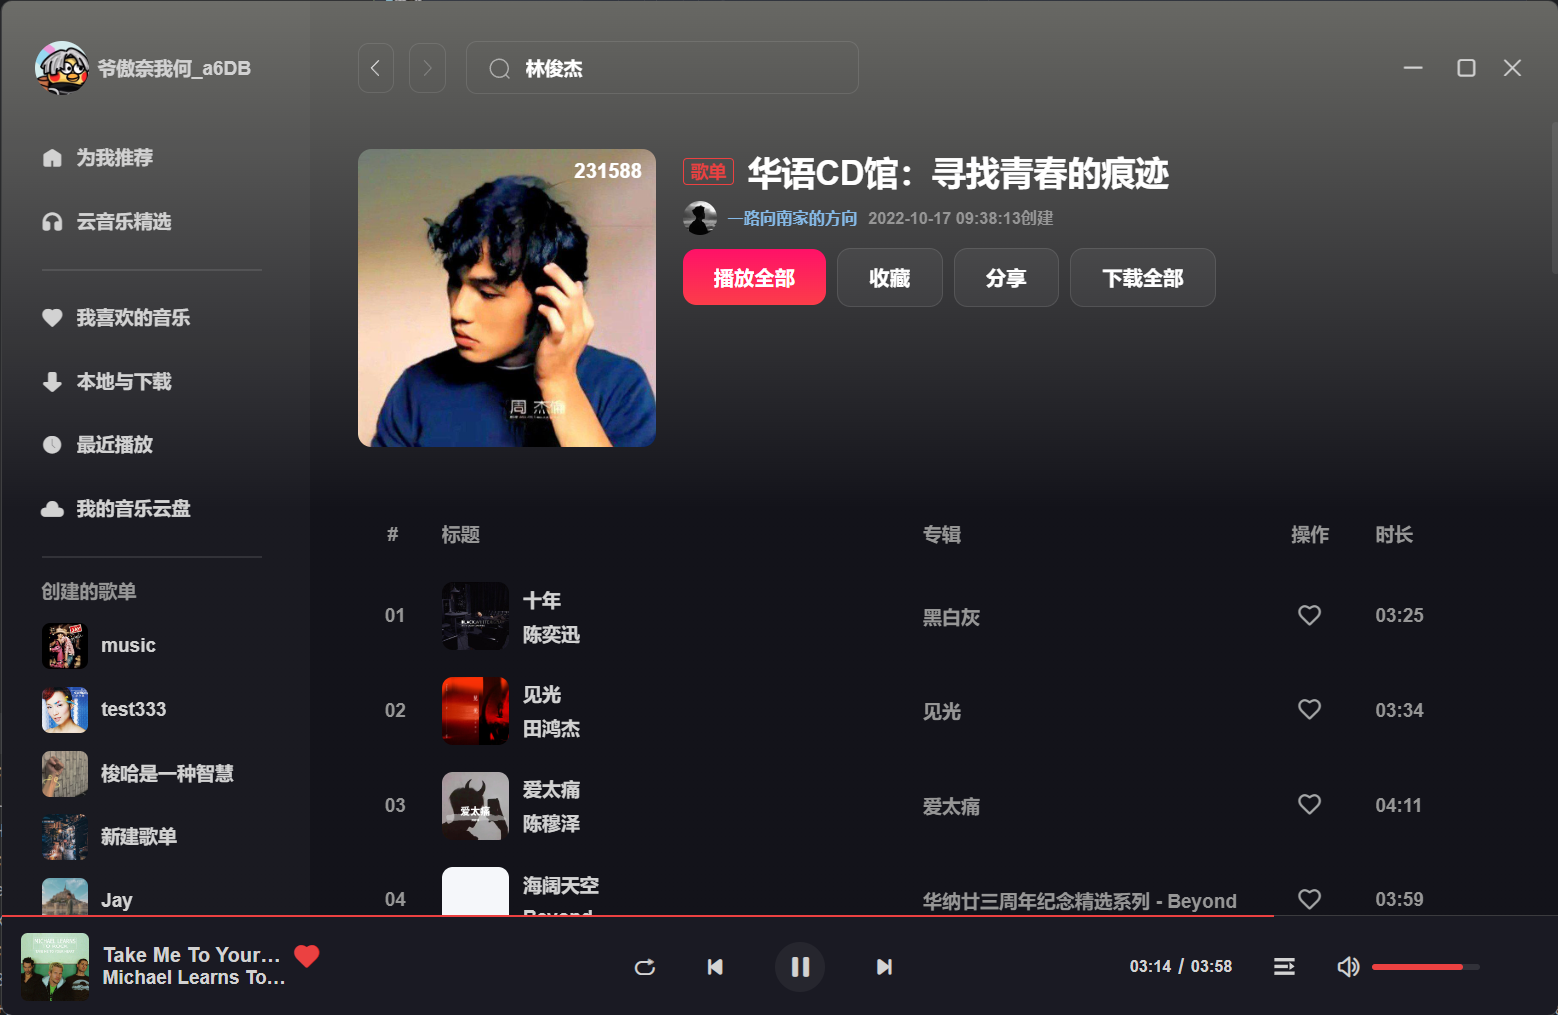 爷傲奈我何_a6DB
林俊杰
为我推荐
云音乐精选
我喜欢的音乐
本地与下载
最近播放
我的音乐云盘
创建的歌单
music
test333
梭哈是一种智慧
新建歌单
Jay
231588
周 杰倫
歌单 华语CD馆：寻找青春的痕迹
一路向南家的方向 2022-10-17 09:38:13创建
播放全部 收藏 分享 下载全部
# 标题 专辑 操作 时长
01 十年 陈奕迅 黑白灰 03:25
02 见光 田鸿杰 见光 03:34
爱太痛
03 爱太痛 陈穆泽 爱太痛 04:11
04 海阔天空 Beyond 华纳廿三周年纪念精选系列 - Beyond 03:59
Take Me To Your...
Michael Learns To...
03:14 / 03:58